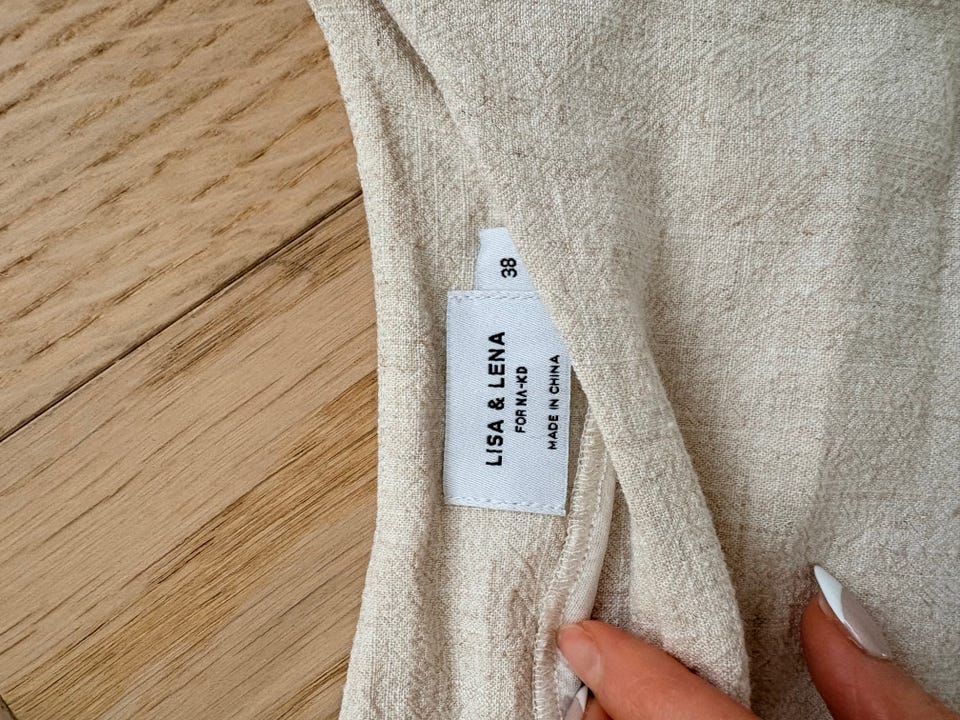 38
LISA & LENA
FOR NA-KD
MADE IN CHINA